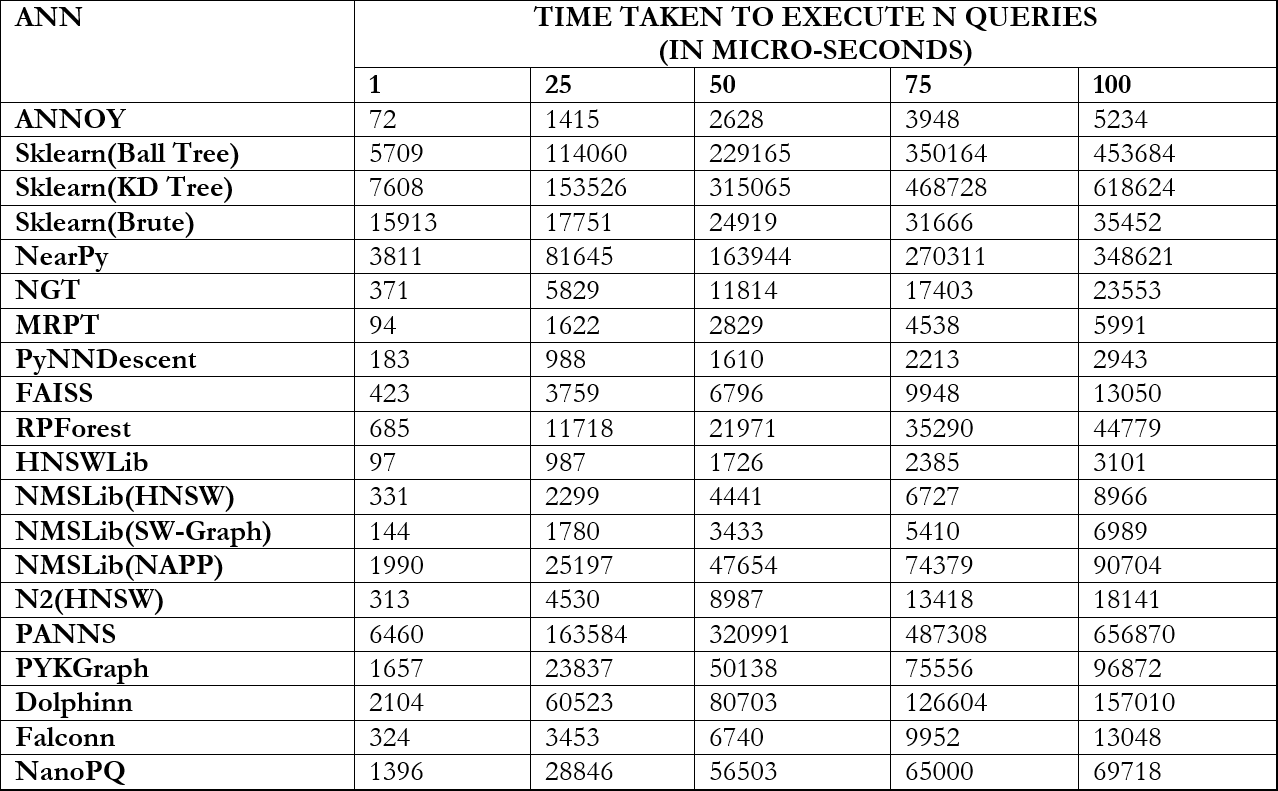 ANN TIME TAKEN TO EXECUTE N QUERIES
(IN MICRO-SECONDS)
1 25 50 75 100
ANNOY 72 1415 2628 3948 5234
Sklearn(Ball Tree) 5709 114060 229165 350164 453684
Sklearn(KD Tree) 7608 153526 315065 468728 618624
Sklearn(Brute) 15913 17751 24919 31666 35452
NearPy 3811 81645 163944 270311 348621
NGT 371 5829 11814 17403 23553
MRPT 94 1622 2829 4538 5991
PyNNDescent 183 988 1610 2213 2943
FAISS 423 3759 6796 9948 13050
RPForest 685 11718 21971 35290 44779
HNSWLib 97 987 1726 2385 3101
NMSLib(HNSW) 331 2299 4441 6727 8966
NMSLib(SW-Graph) 144 1780 3433 5410 6989
NMSLib(NAPP) 1990 25197 47654 74379 90704
N2(HNSW) 313 4530 8987 13418 18141
PANNS 6460 163584 320991 487308 656870
PYKGraph 1657 23837 50138 75556 96872
Dolphinn 2104 60523 80703 126604 157010
Falconn 324 3453 6740 9952 13048
NanoPQ 1396 28846 56503 65000 69718